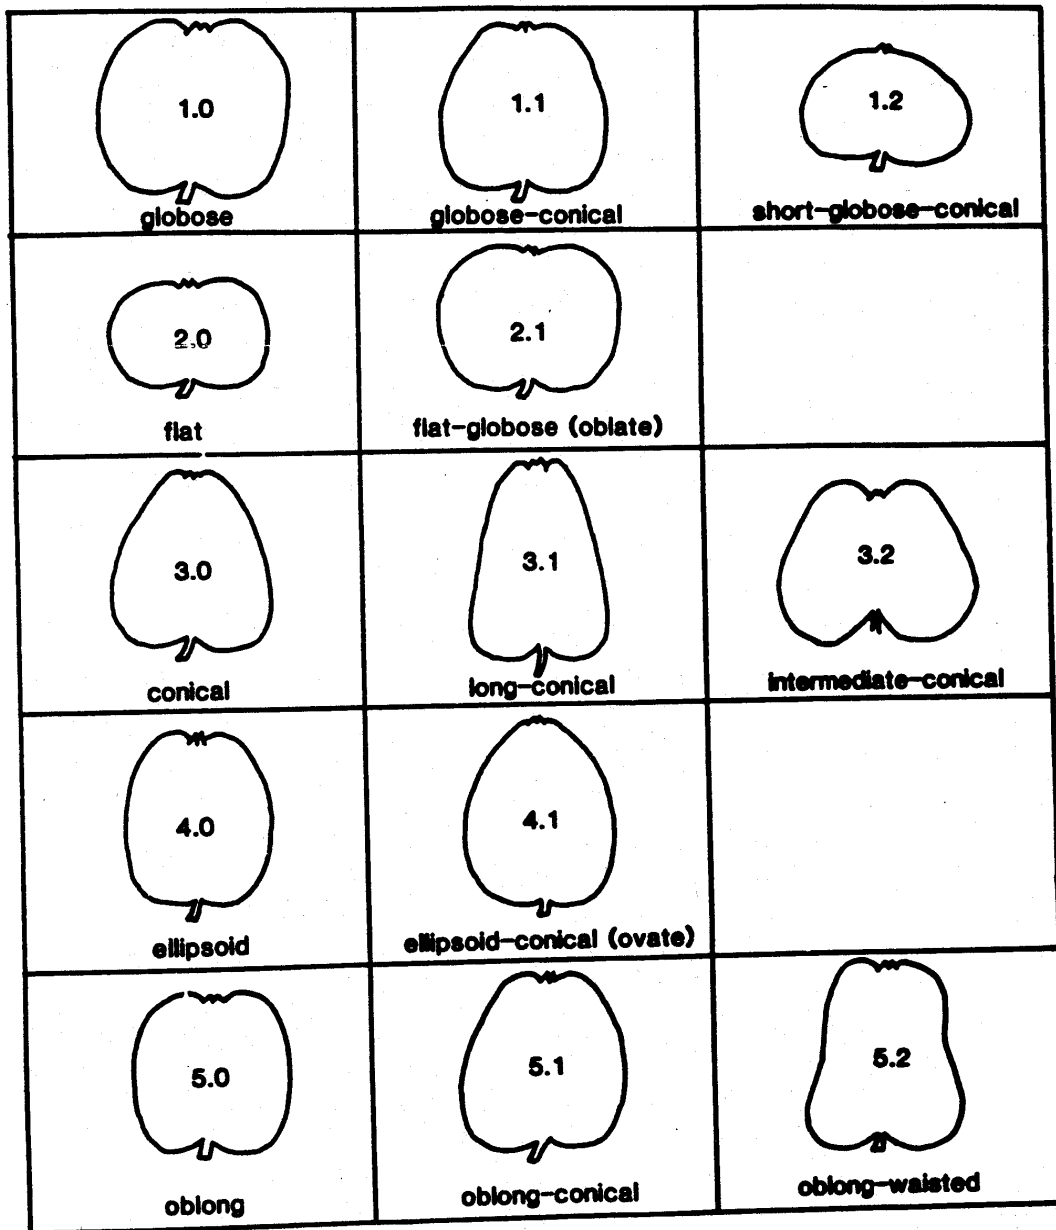 1.0
globose
1.1
globose-conical
1.2
short-globose-conical
2.0
flat
2.1
flat-globose (oblate)
3.0
conical
3.1
long-conical
3.2
intermediate-conical
4.0
ellipsoid
4.1
ellipsoid-conical (ovate)
5.0
oblong
5.1
oblong-conical
5.2
oblong-waisted